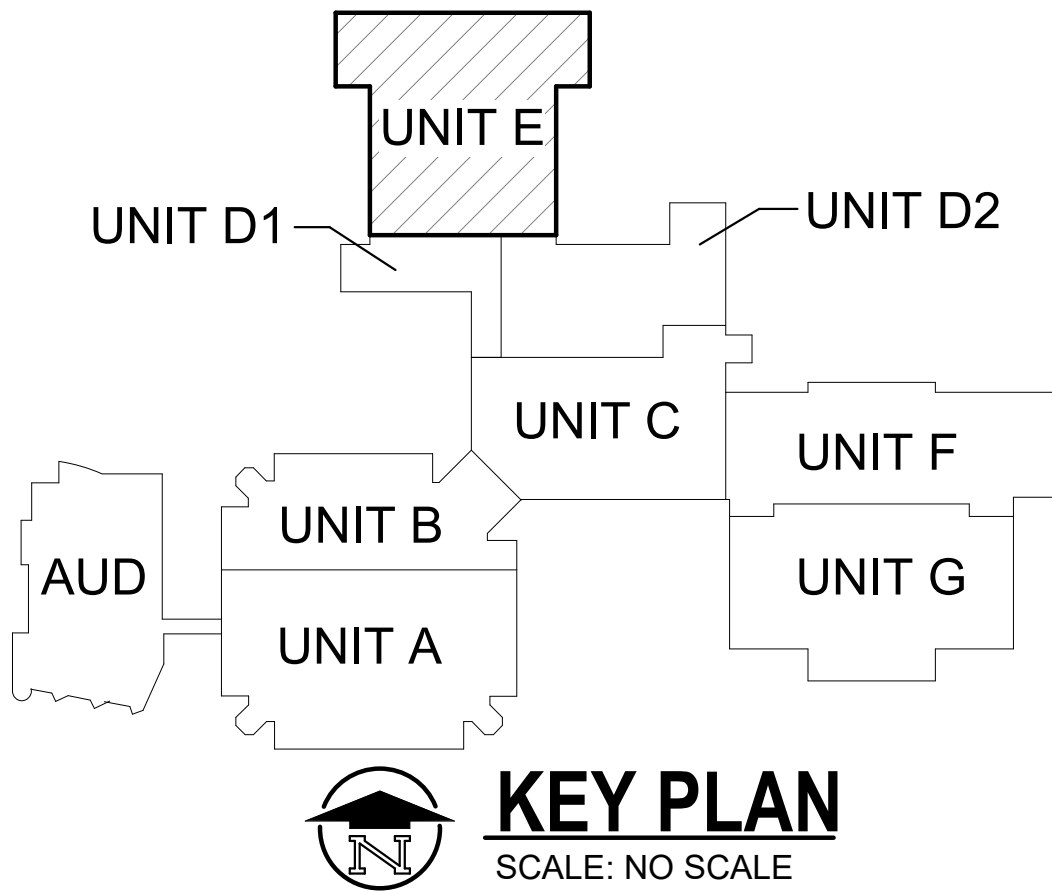 UNIT E
UNIT D1
UNIT D2
UNIT C
UNIT F
UNIT B
AUD
UNIT G
UNIT A
N
KEY PLAN
SCALE: NO SCALE